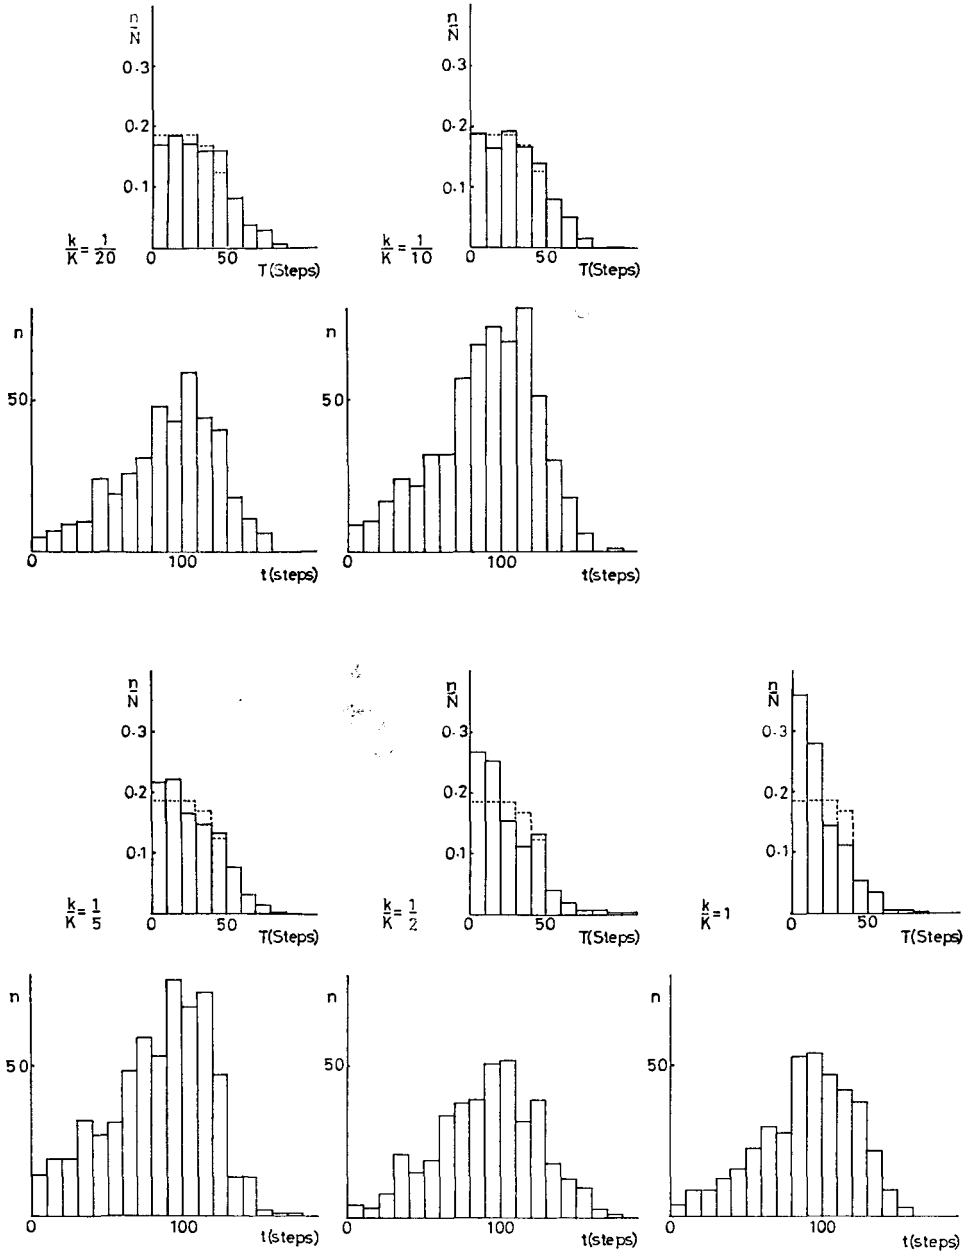 n/N
0.3
0.2
0.1
k/K = 1/20
0 50
T(Steps)
n/N
0.3
0.2
0.1
k/K = 1/10
0 50
T(Steps)
n
50
0 100
t(steps)
n
50
0 100
t(steps)
n/N
0.3
0.2
0.1
k/K = 1/5
0 50
T(Steps)
n/N
0.3
0.2
0.1
k/K = 1/2
0 50
T(Steps)
n/N
0.3
0.2
0.1
k/K = 1
0 50
T(Steps)
n
50
0 100
t(steps)
n
50
0 100
t(steps)
n
50
0 100
t(steps)